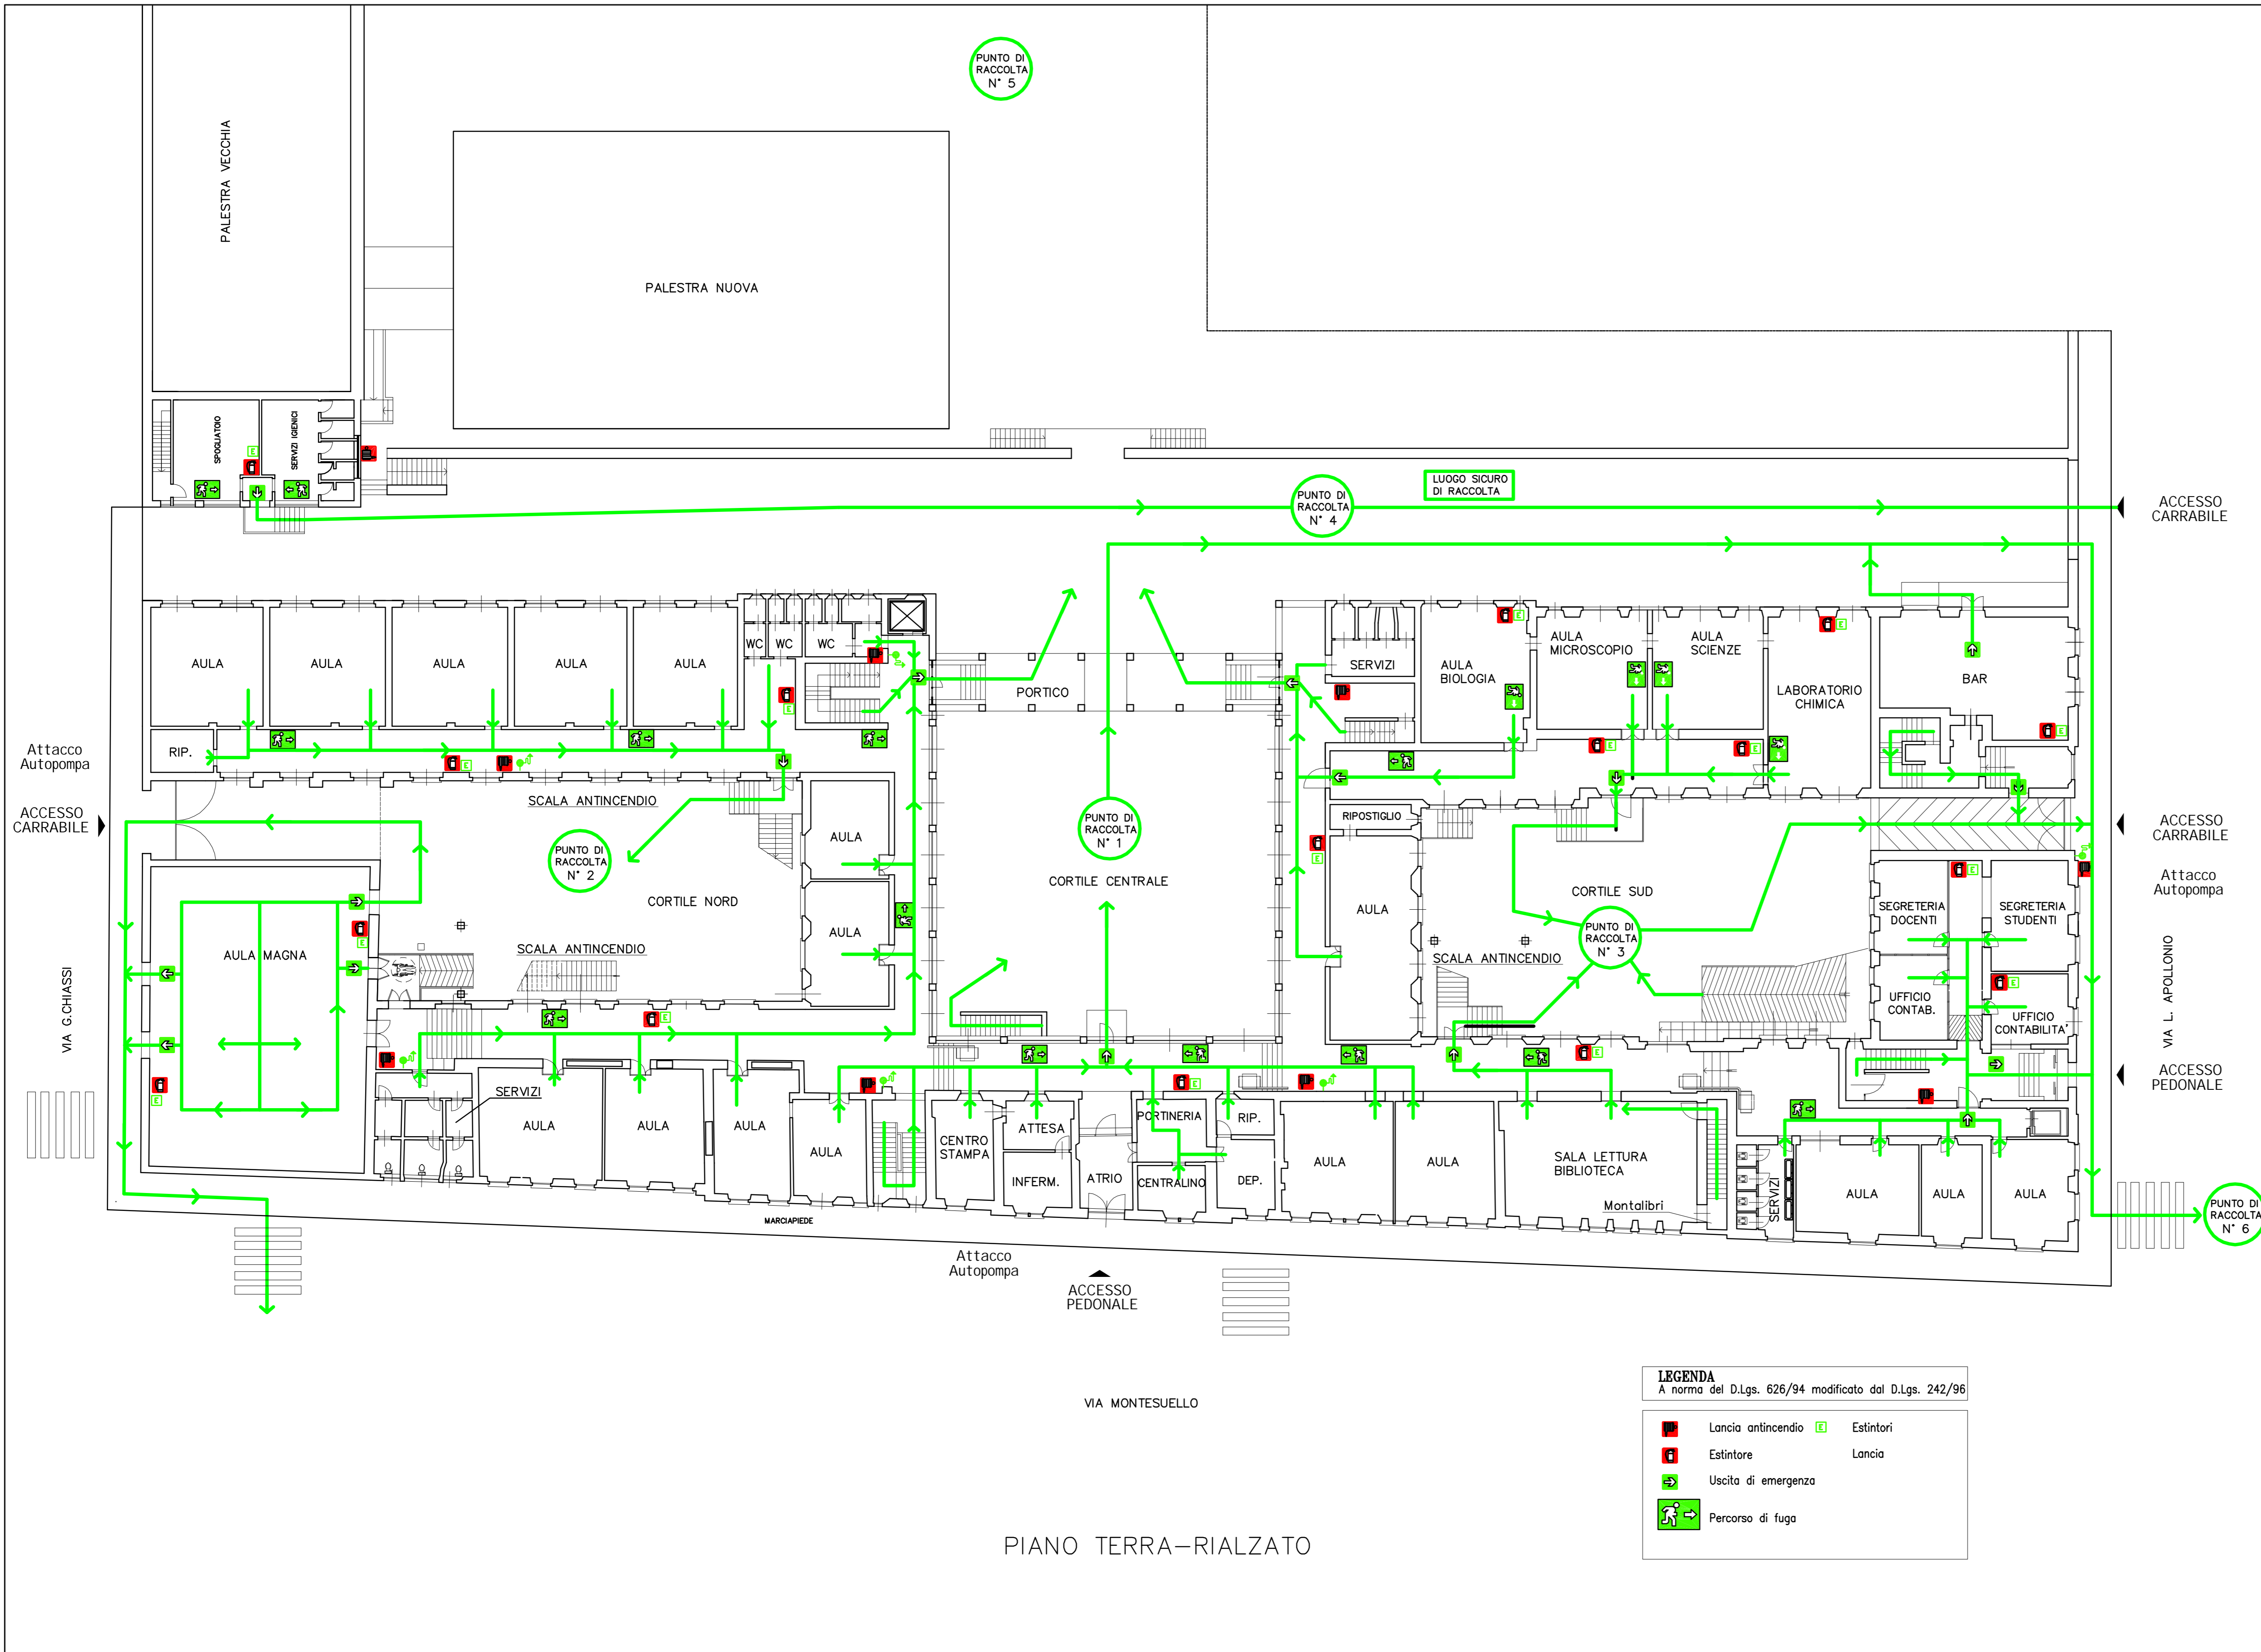 PUNTO DI
RACCOLTA
N° 5
PALESTRA VECCHIA
PALESTRA NUOVA
SPOGLIATOIO
SERVIZI IGIENICI
LUOGO SICURO
DI RACCOLTA
PUNTO DI
RACCOLTA
N° 4
ACCESSO
CARRABILE
AULA
AULA
AULA
AULA
AULA
WC
WC
WC
PORTICO
SERVIZI
AULA
BIOLOGIA
AULA
MICROSCOPIO
AULA
SCIENZE
LABORATORIO
CHIMICA
BAR
Attacco
Autopompa
RIP.
ACCESSO
CARRABILE
SCALA ANTINCENDIO
PUNTO DI
RACCOLTA
N° 2
AULA
PUNTO DI
RACCOLTA
N° 1
RIPOSTIGLIO
ACCESSO
CARRABILE
CORTILE NORD
CORTILE CENTRALE
CORTILE SUD
Attacco
Autopompa
AULA
AULA
SEGRETERIA
DOCENTI
SEGRETERIA
STUDENTI
AULA MAGNA
SCALA ANTINCENDIO
SCALA ANTINCENDIO
PUNTO DI
RACCOLTA
N° 3
VIA G.CHIASSI
VIA L. APOLLONIO
UFFICIO
CONTAB.
UFFICIO
CONTABILITA'
ACCESSO
PEDONALE
SERVIZI
AULA
AULA
AULA
AULA
CENTRO
STAMPA
ATTESA
INFERM.
ATRIO
PORTINERIA
CENTRALINO
RIP.
DEP.
AULA
AULA
SALA LETTURA
BIBLIOTECA
Montalibri
SERVIZI
AULA
AULA
AULA
PUNTO DI
RACCOLTA
N° 6
MARCIAPIEDE
Attacco
Autopompa
ACCESSO
PEDONALE
VIA MONTESUELLO
LEGENDA
A norma del D.Lgs. 626/94 modificato dal D.Lgs. 242/96
Lancia antincendio E Estintori
Estintore Lancia
Uscita di emergenza
Percorso di fuga
PIANO TERRA-RIALZATO